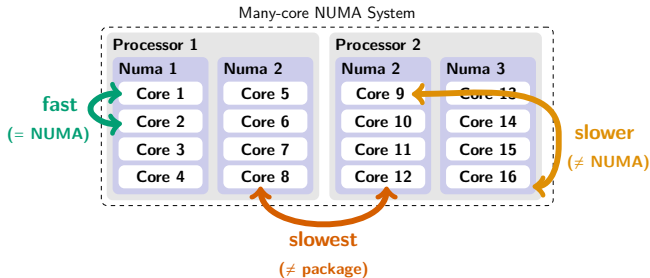 Many-core NUMA System
Processor 1
Processor 2
Numa 1
Numa 2
Numa 2
Numa 3
Core 1
Core 5
Core 9
Core 13
Core 2
Core 6
Core 10
Core 14
Core 3
Core 7
Core 11
Core 15
Core 4
Core 8
Core 12
Core 16
fast
(= NUMA)
slower
(≠ NUMA)
slowest
(≠ package)